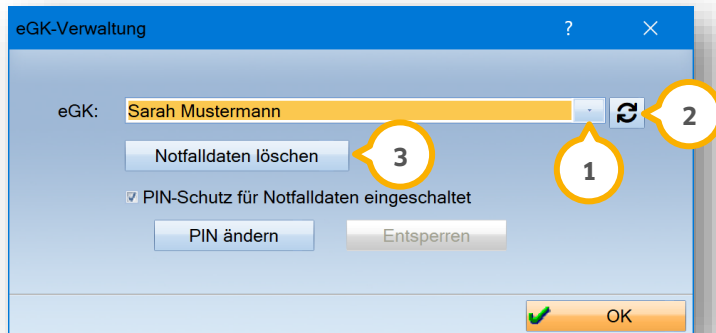 eGK-Verwaltung ?
eGK: Sarah Mustermann 2
Notfalldaten löschen 3 1
PIN-Schutz für Notfalldaten eingeschaltet
PIN ändern Entsperren
OK